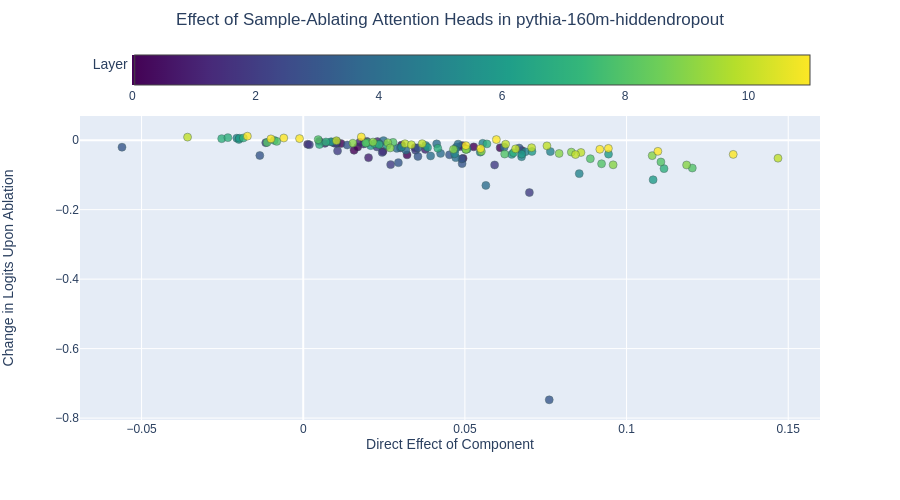 Effect of Sample-Ablating Attention Heads in pythia-160m-hiddendropout
Layer
0 2 4 6 8 10
Change in Logits Upon Ablation
0
−0.2
−0.4
−0.6
−0.8
−0.05 0 0.05 0.1 0.15
Direct Effect of Component